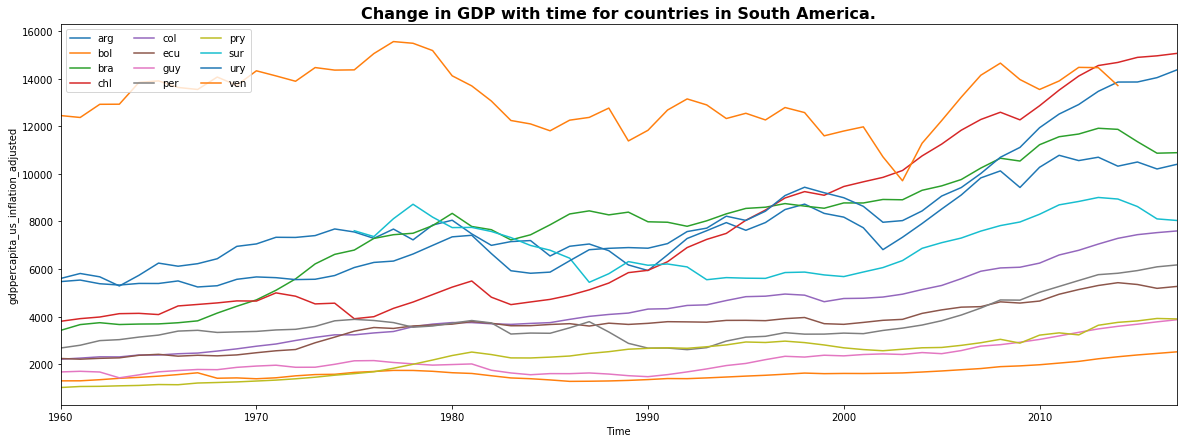 Change in GDP with time for countries in South America.
gdppercapita_us_inflation_adjusted
16000
14000
12000
10000
8000
6000
4000
2000
arg col pry
bol ecu sur
bra guy ury
chl per ven
1960 1970 1980 1990 2000 2010
Time